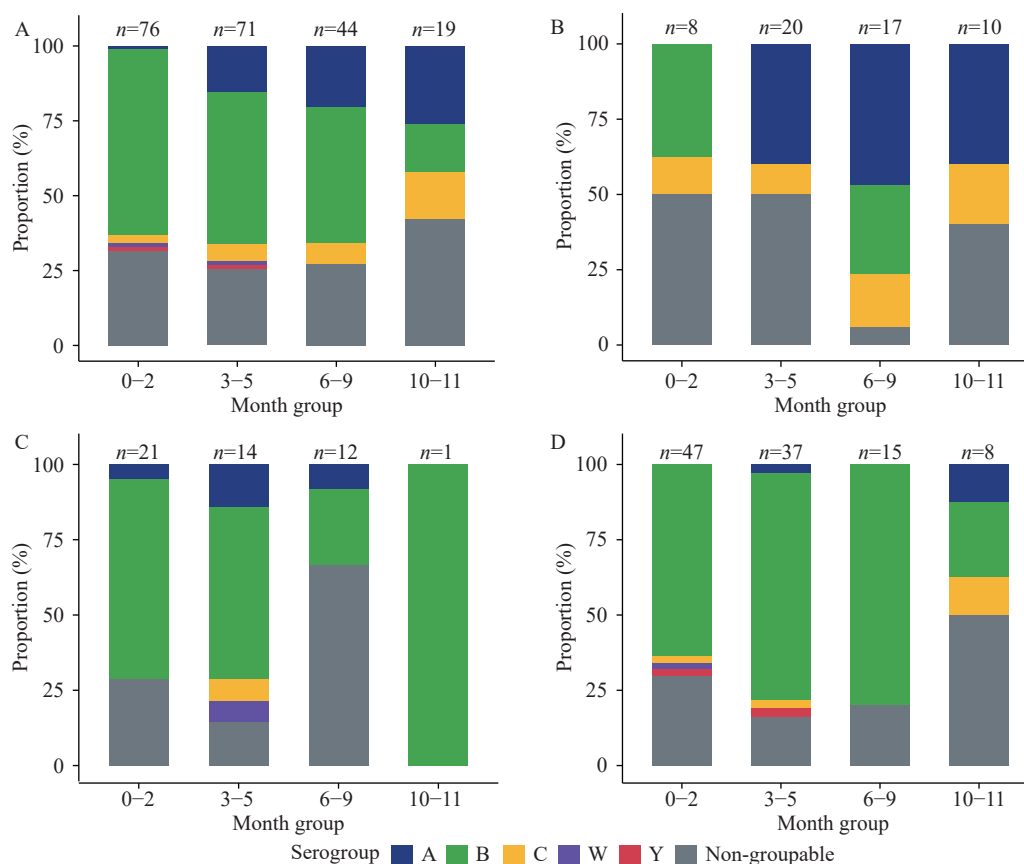 A
n=76
n=71
n=44
n=19
100
75
50
25
0
Proportion (%)
0−2
3−5
6−9
10−11
Month group
B
n=8
n=20
n=17
n=10
100
75
50
25
0
Proportion (%)
0−2
3−5
6−9
10−11
Month group
C
n=21
n=14
n=12
n=1
100
75
50
25
0
Proportion (%)
0−2
3−5
6−9
10−11
Month group
D
n=47
n=37
n=15
n=8
100
75
50
25
0
Proportion (%)
0−2
3−5
6−9
10−11
Month group
Serogroup A B C W Y Non-groupable